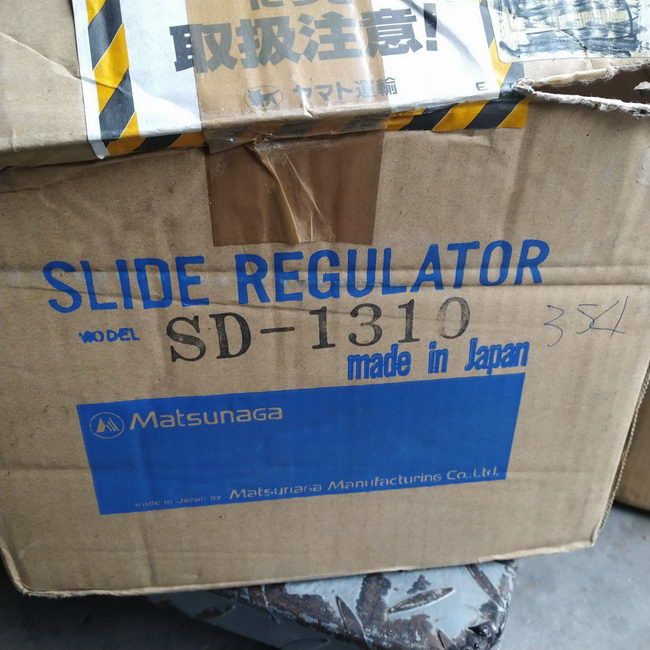 取扱注意!
ヤマト運輸
SLIDE REGULATOR
MODEL SD-1310
354
made in Japan
Matsunaga
made in Japan by Matsunaga Manufacturing Co.,Ltd.